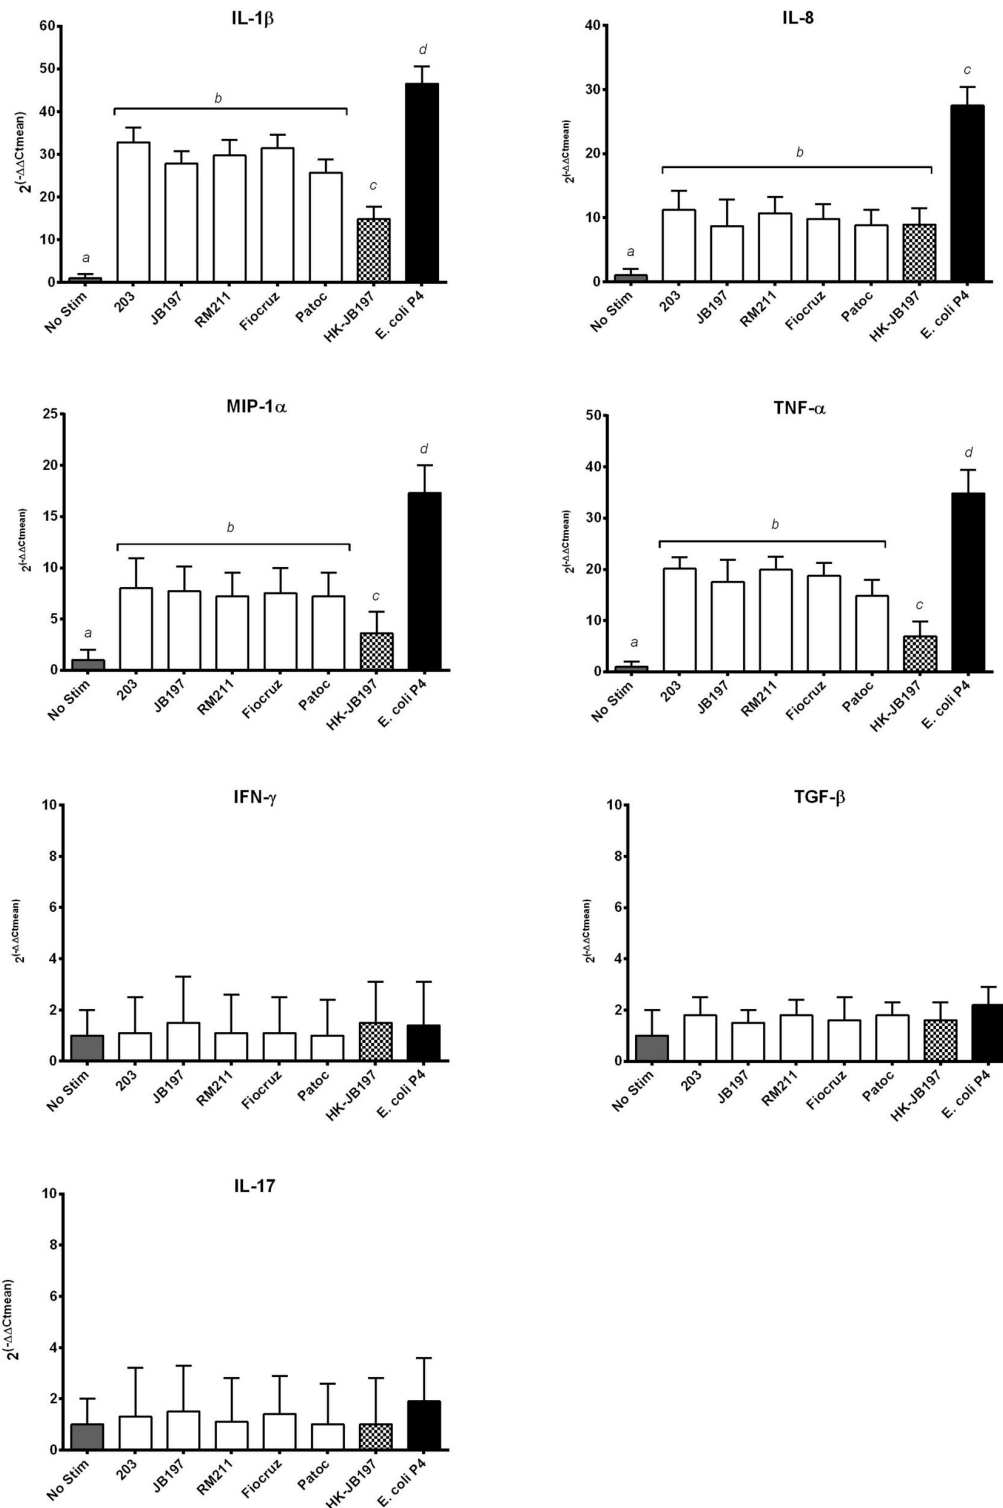 IL-1β
60
50
40
30
20
10
0
2(-ΔΔCtmean)
a
b
c
d
No Stim
203
JB197
RM211
Fiocruz
Patoc
HK-JB197
E. coli P4
IL-8
40
30
20
10
0
2(-ΔΔCtmean)
a
b
c
No Stim
203
JB197
RM211
Fiocruz
Patoc
HK-JB197
E. coli P4
MIP-1α
25
20
15
10
5
0
2(-ΔΔCtmean)
a
b
c
d
No Stim
203
JB197
RM211
Fiocruz
Patoc
HK-JB197
E. coli P4
TNF-α
50
40
30
20
10
0
2(-ΔΔCtmean)
a
b
c
d
No Stim
203
JB197
RM211
Fiocruz
Patoc
HK-JB197
E. coli P4
IFN-γ
10
8
6
4
2
0
2(-ΔΔCtmean)
No Stim
203
JB197
RM211
Fiocruz
Patoc
HK-JB197
E. coli P4
TGF-β
10
8
6
4
2
0
2(-ΔΔCtmean)
No Stim
203
JB197
RM211
Fiocruz
Patoc
HK-JB197
E. coli P4
IL-17
10
8
6
4
2
0
2(-ΔΔCtmean)
No Stim
203
JB197
RM211
Fiocruz
Patoc
HK-JB197
E. coli P4